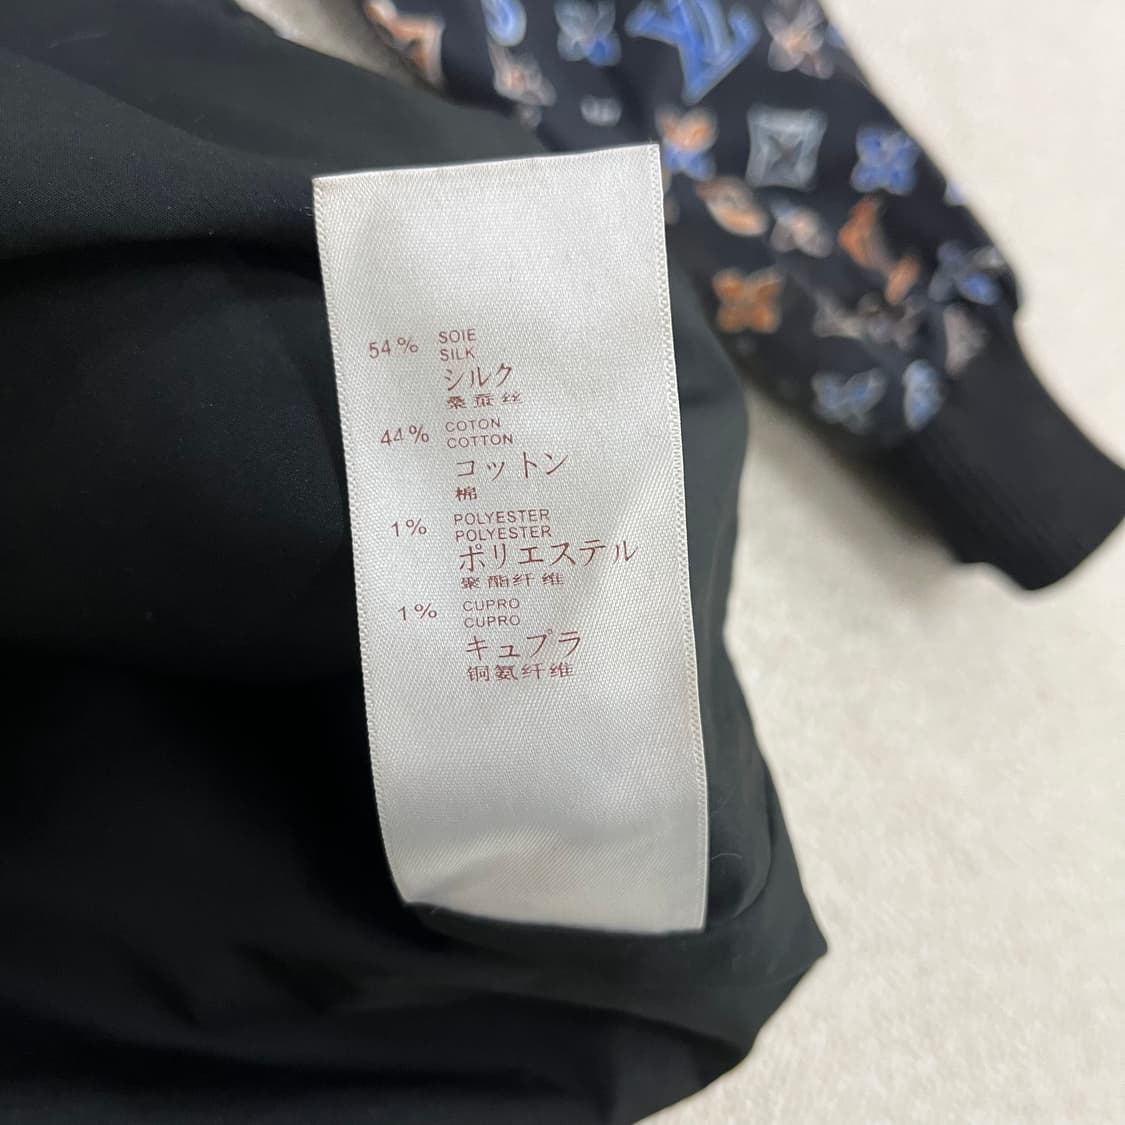 54% SOIE
SILK
シルク
桑蚕丝
44% COTON
COTTON
コットン
棉
1% POLYESTER
POLYESTER
ポリエステル
聚酯纤维
1% CUPRO
CUPRO
キュプラ
铜氨纤维